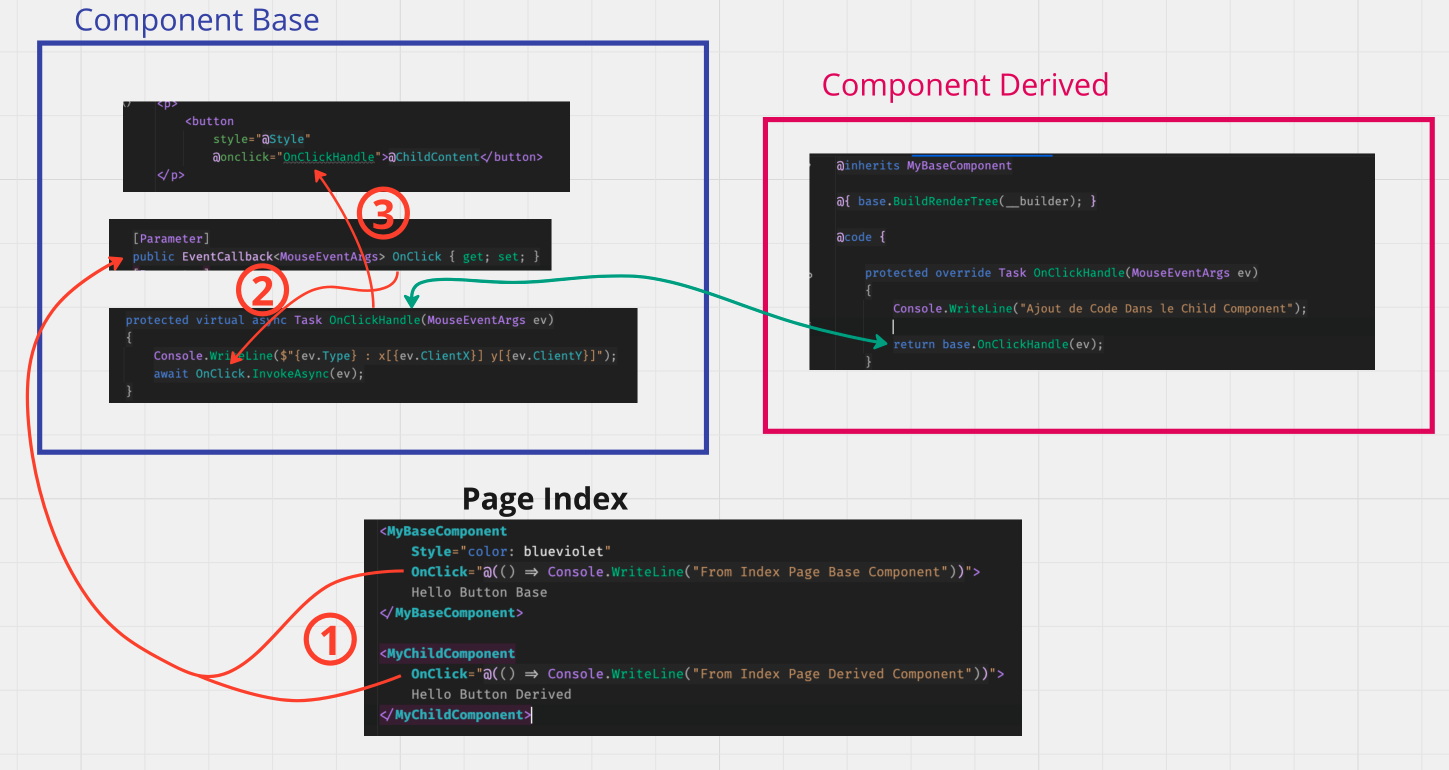 Component Base
<p>
<button
style="@Style"
@onclick="OnClickHandle">@ChildContent</button>
</p>
3
[Parameter]
public EventCallback<MouseEventArgs> OnClick { get; set; }
2
protected virtual async Task OnClickHandle(MouseEventArgs ev)
{
Console.WriteLine($"{ev.Type} : x[{ev.ClientX}] y[{ev.ClientY}]");
await OnClick.InvokeAsync(ev);
}
Component Derived
@inherits MyBaseComponent
@{ base.BuildRenderTree(__builder); }
@code {
protected override Task OnClickHandle(MouseEventArgs ev)
{
Console.WriteLine("Ajout de Code Dans le Child Component");
return base.OnClickHandle(ev);
}
Page Index
<MyBaseComponent
Style="color: blueviolet"
OnClick="@(() => Console.WriteLine("From Index Page Base Component"))">
Hello Button Base
</MyBaseComponent>
1
<MyChildComponent
OnClick="@(() => Console.WriteLine("From Index Page Derived Component"))">
Hello Button Derived
</MyChildComponent>